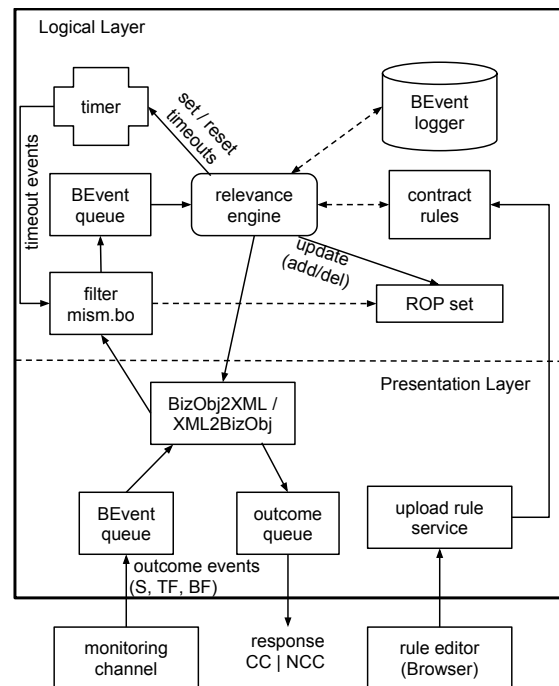 Logical Layer
timer
set / reset
timeouts
BEvent
logger
timeout events
BEvent
queue
relevance
engine
contract
rules
update
(add/del)
filter
mism.bo
ROP set
Presentation Layer
BizObj2XML /
XML2BizObj
BEvent
queue
outcome
queue
upload rule
service
outcome events
(S, TF, BF)
monitoring
channel
response
CC | NCC
rule editor
(Browser)